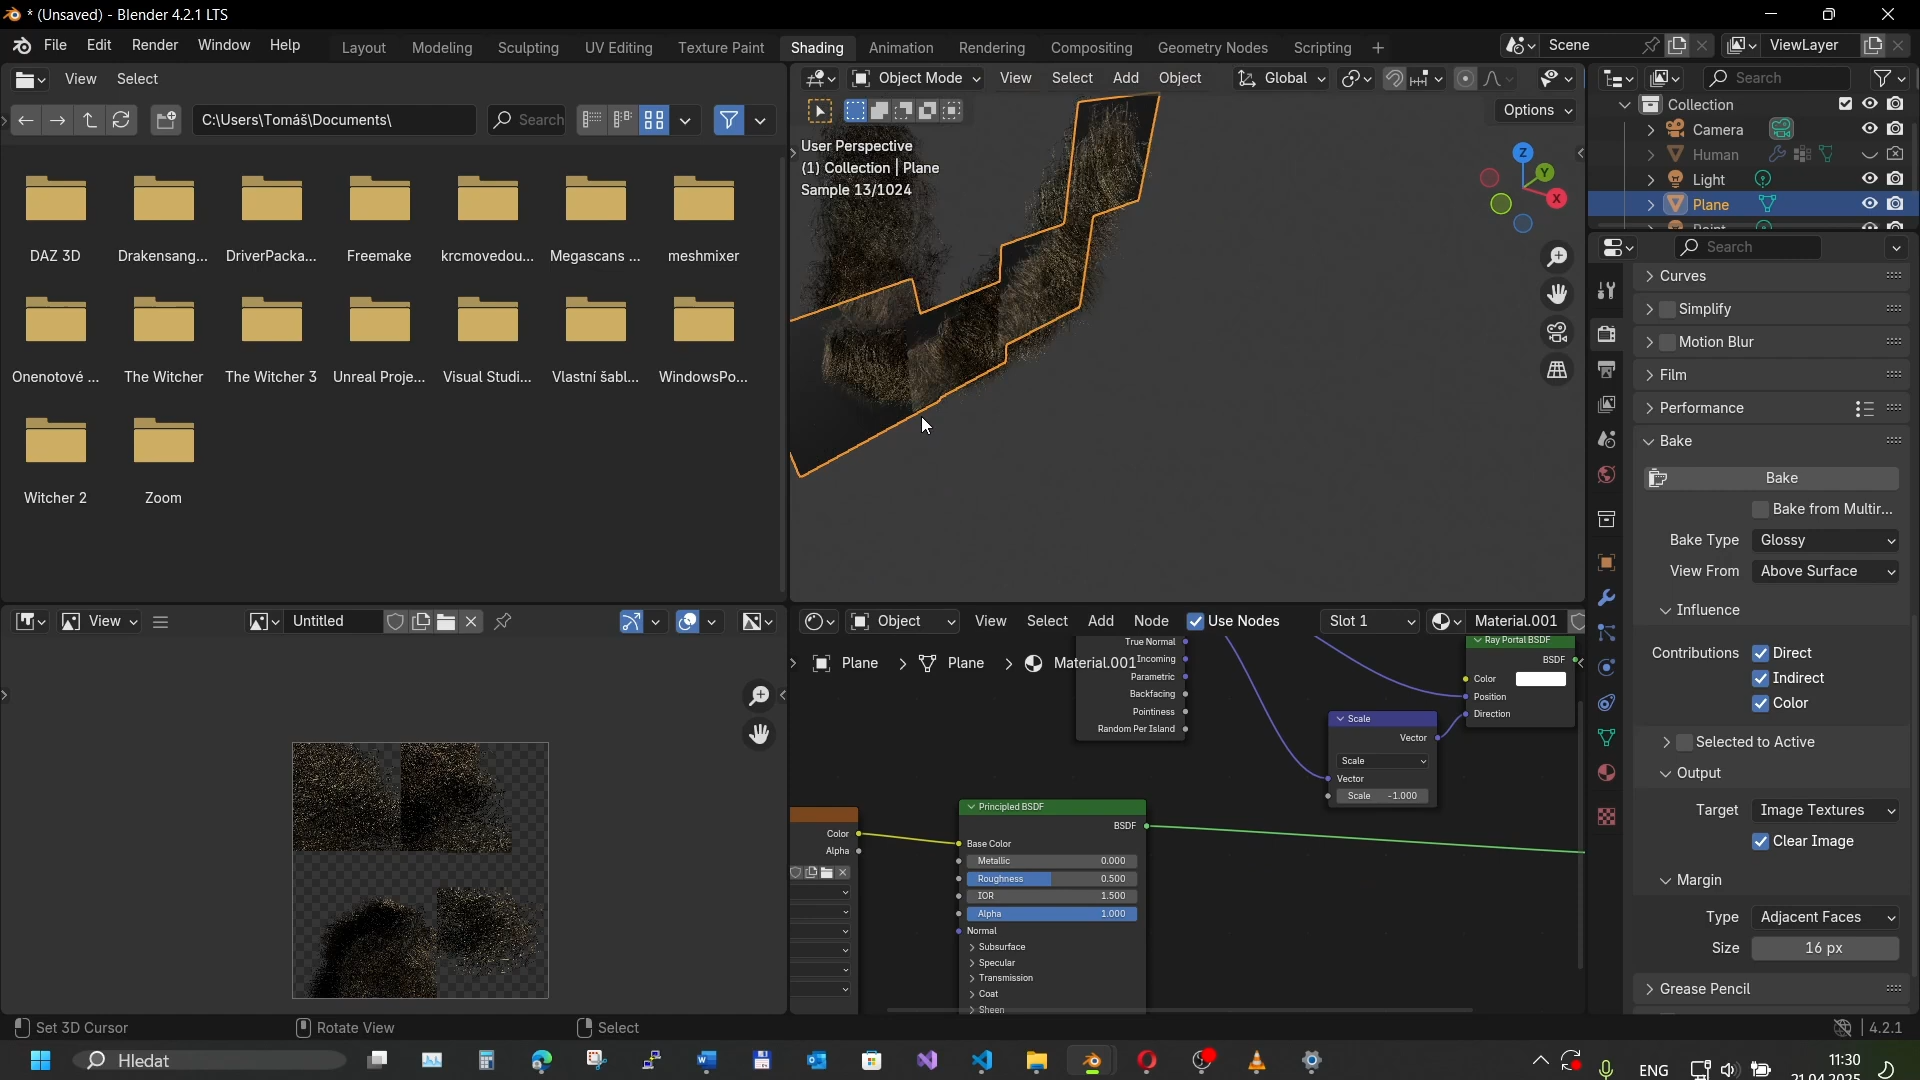 * (Unsaved) - Blender 4.2.1 LTS
File Edit Render Window Help
Layout Modeling Sculpting UV Editing Texture Paint Shading Animation Rendering Compositing Geometry Nodes Scripting +
Scene
ViewLayer
View Select
C:\Users\Tomáš\Documents\
Search
DAZ 3D
Drakensang...
DriverPacka...
Freemake
krcmovedou...
Megascans ...
meshmixer
Onenotové ...
The Witcher
The Witcher 3
Unreal Proje...
Visual Studi...
Vlastní šabl...
WindowsPo...
Witcher 2
Zoom
Object Mode View Select Add Object Global
Options
User Perspective
(1) Collection | Plane
Sample 13/1024
Z
Y
X
Search
Collection
Camera
Human
Light
Plane
Search
Curves
Simplify
Motion Blur
Film
Performance
Bake
Bake
Bake from Multir...
Bake Type Glossy
View From Above Surface
Influence
Contributions Direct
Indirect
Color
Selected to Active
Output
Target Image Textures
Clear Image
Margin
Type Adjacent Faces
Size 16 px
Grease Pencil
View
Untitled
Object View Select Add Node Use Nodes Slot 1 Material.001
Plane > Plane > Material.001
True Normal
Incoming
Parametric
Backfacing
Pointiness
Random Per Island
Ray Portal BSDF
BSDF
Color
Position
Direction
Scale
Vector
Scale
Vector
Scale -1.000
Color
Alpha
Principled BSDF
BSDF
Base Color
Metallic 0.000
Roughness 0.500
IOR 1.500
Alpha 1.000
Normal
Subsurface
Specular
Transmission
Coat
Sheen
Set 3D Cursor
Rotate View
Select
4.2.1
Hledat
ENG
11:30
21.04.2025